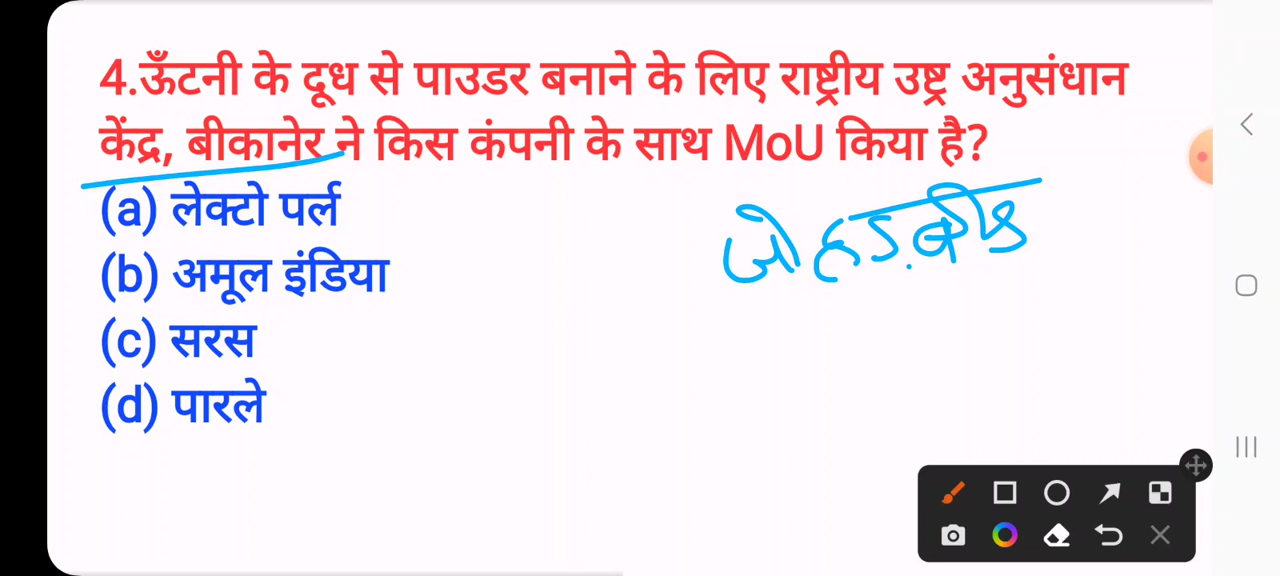 4.ऊँटनी के दूध से पाउडर बनाने के लिए राष्ट्रीय उष्ट्र अनुसंधान
केंद्र, बीकानेर ने किस कंपनी के साथ MoU किया है?
(a) लेक्टो पर्ल
(b) अमूल इंडिया
(c) सरस
(d) पारले